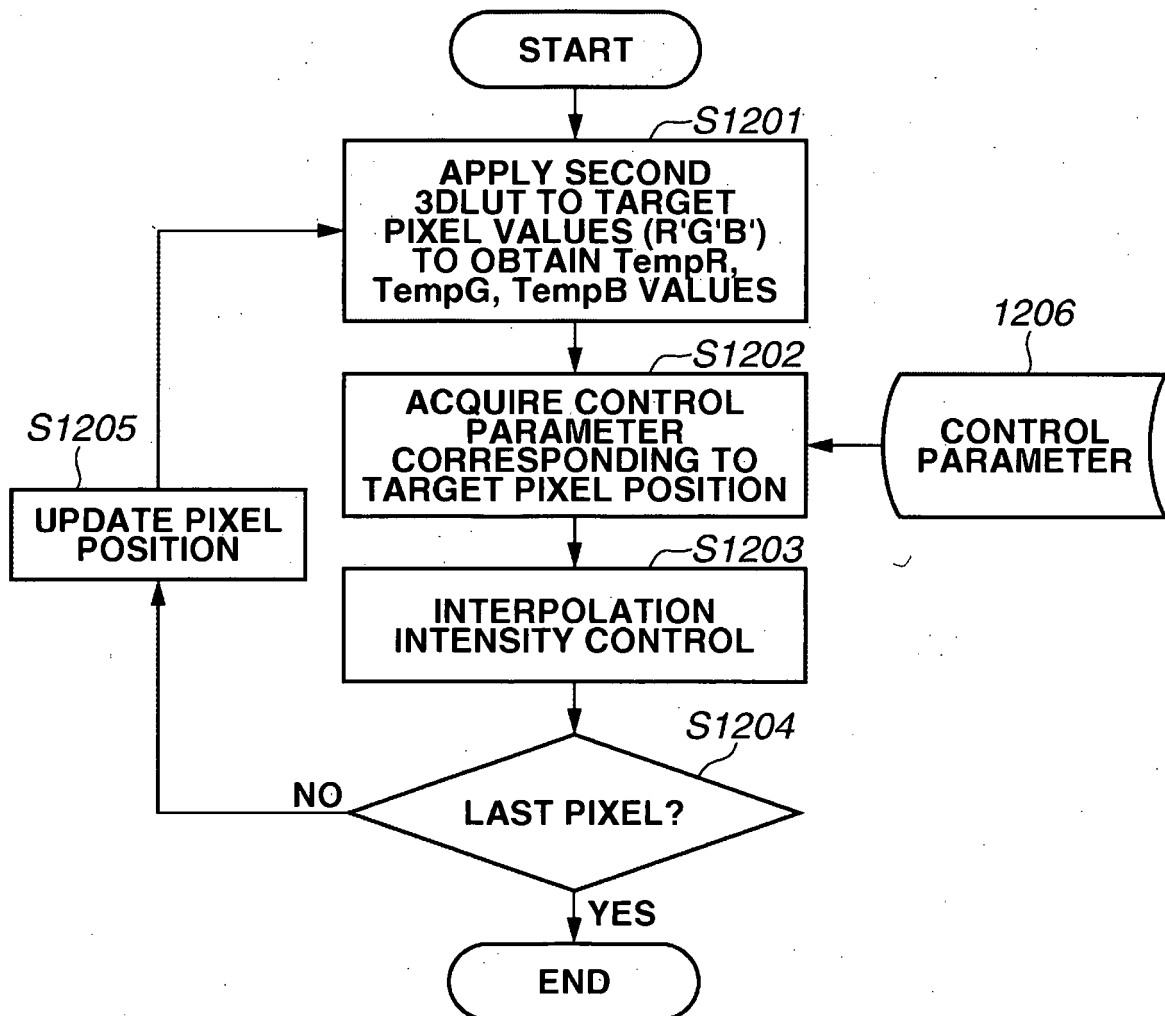 START
S1201
APPLY SECOND
3DLUT TO TARGET
PIXEL VALUES (R'G'B')
TO OBTAIN TempR,
TempG, TempB VALUES
S1202
ACQUIRE CONTROL
PARAMETER
CORRESPONDING TO
TARGET PIXEL POSITION
1206
CONTROL
PARAMETER
S1205
UPDATE PIXEL
POSITION
S1203
INTERPOLATION
INTENSITY CONTROL
S1204
LAST PIXEL?
NO
YES
END